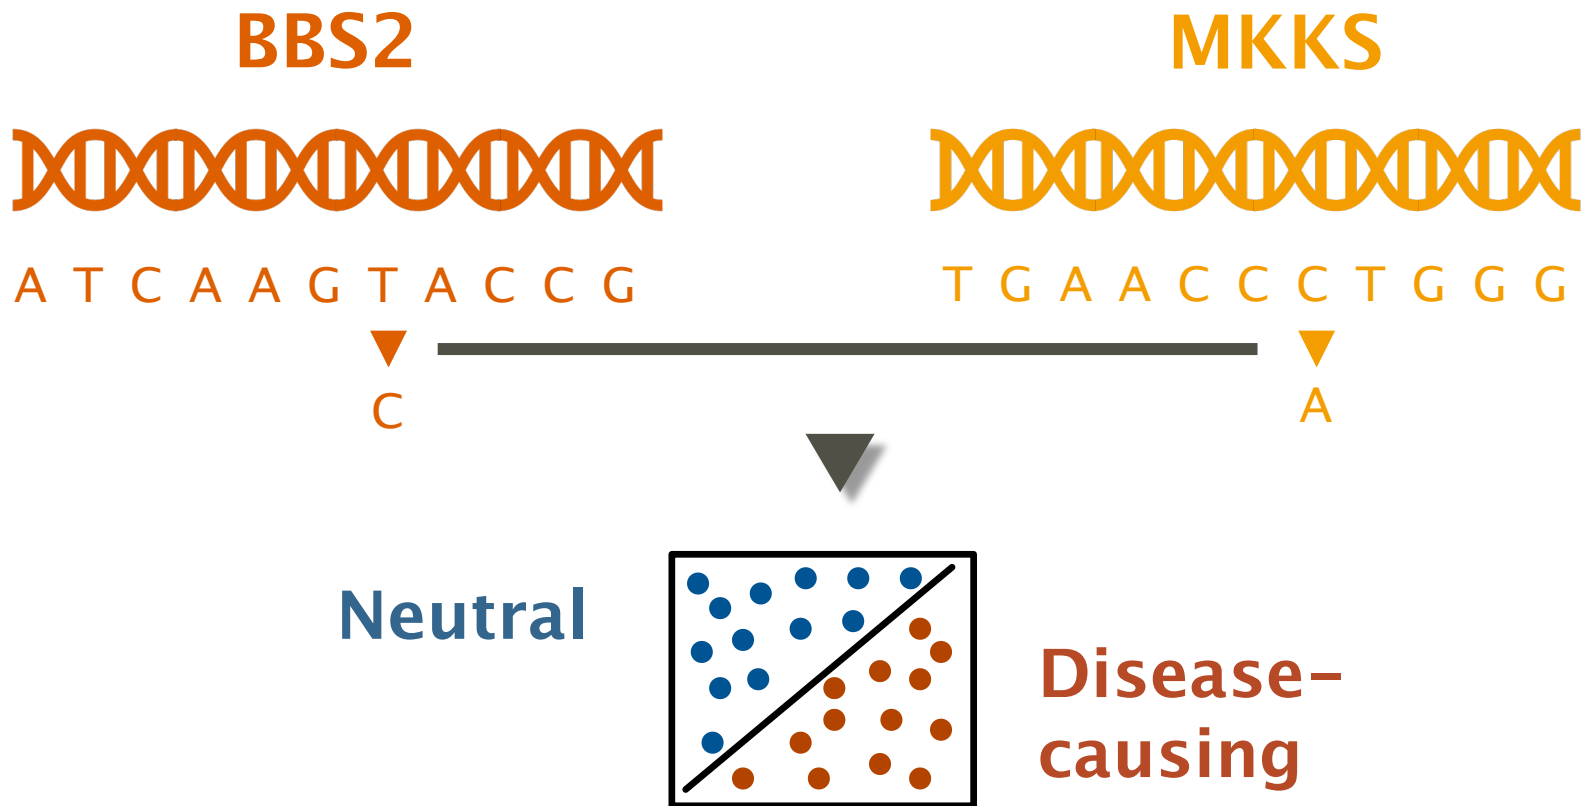 BBS2
MKKS
A T C A A G T A C C G
T G A A C C C T G G G
C
A
Neutral
Disease-
causing